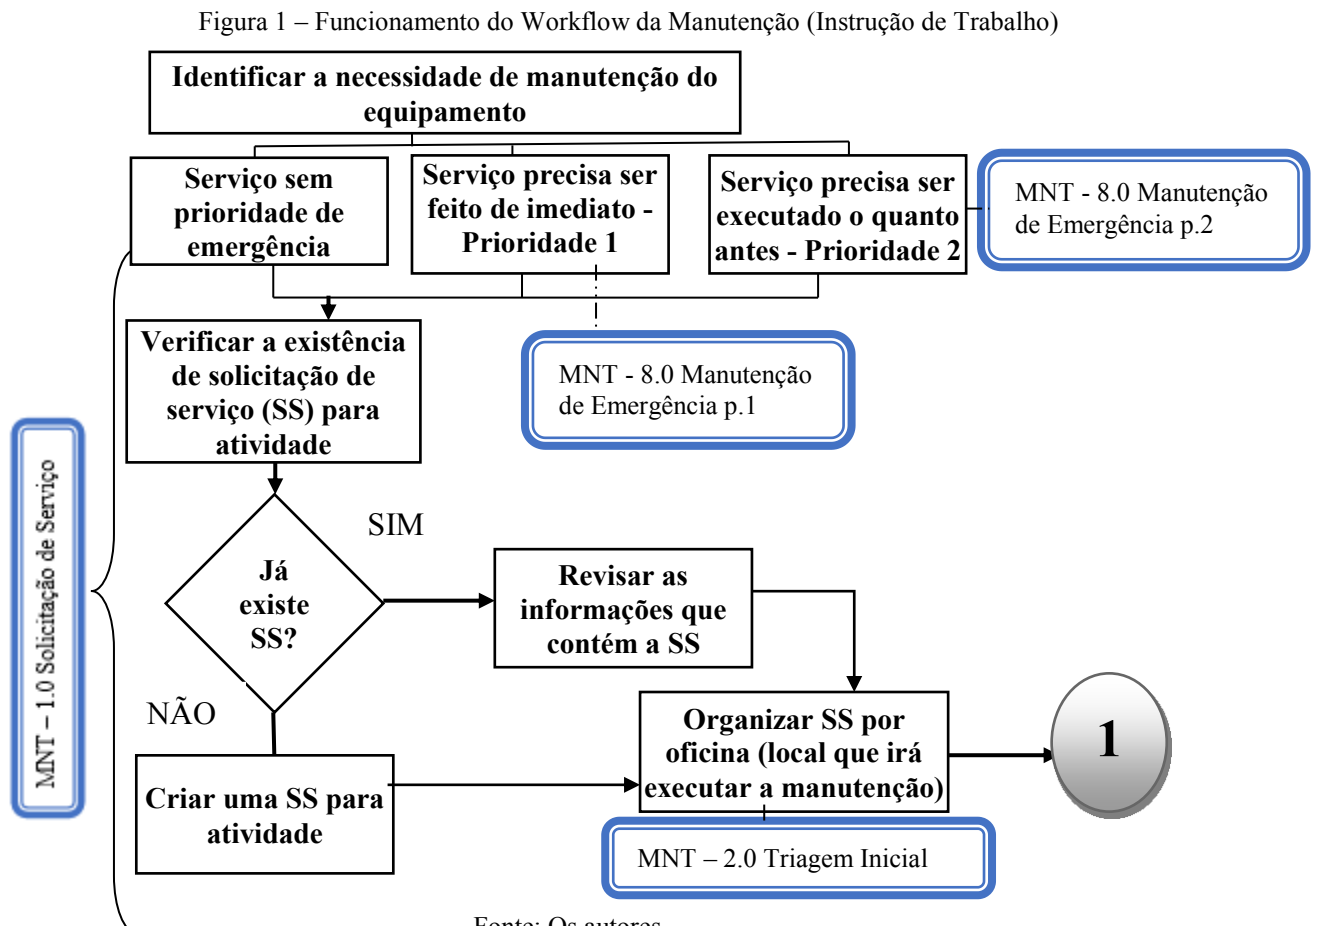 Figura 1 – Funcionamento do Workflow da Manutenção (Instrução de Trabalho)
Identificar a necessidade de manutenção do
equipamento
Serviço sem
prioridade de
emergência
Serviço precisa ser
feito de imediato -
Prioridade 1
Serviço precisa ser
executado o quanto
antes - Prioridade 2
MNT - 8.0 Manutenção
de Emergência p.2
Verificar a existência
de solicitação de
serviço (SS) para
atividade
MNT - 8.0 Manutenção
de Emergência p.1
MNT – 1.0 Solicitação de Serviço
Já
existe
SS?
SIM
Revisar as
informações que
contém a SS
NÃO
Criar uma SS para
atividade
Organizar SS por
oficina (local que irá
executar a manutenção)
1
MNT – 2.0 Triagem Inicial
Fonte: Os autores